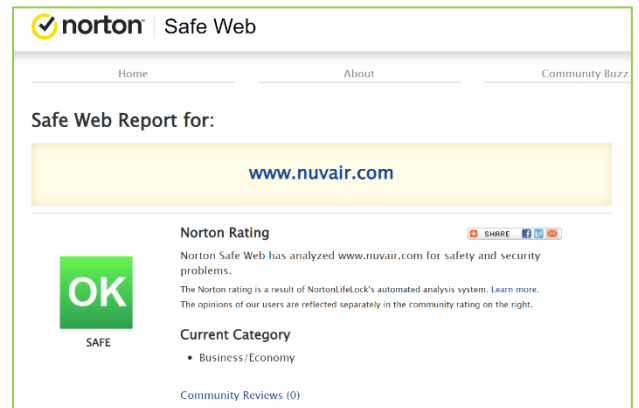 norton Safe Web
Home About Community Buzz
Safe Web Report for:
www.nuvair.com
Norton Rating
SHARE
Norton Safe Web has analyzed www.nuvair.com for safety and security
problems.
The Norton rating is a result of NortonLifeLock's automated analysis system. Learn more.
The opinions of our users are reflected separately in the community rating on the right.
OK
SAFE
Current Category
• Business/Economy
Community Reviews (0)